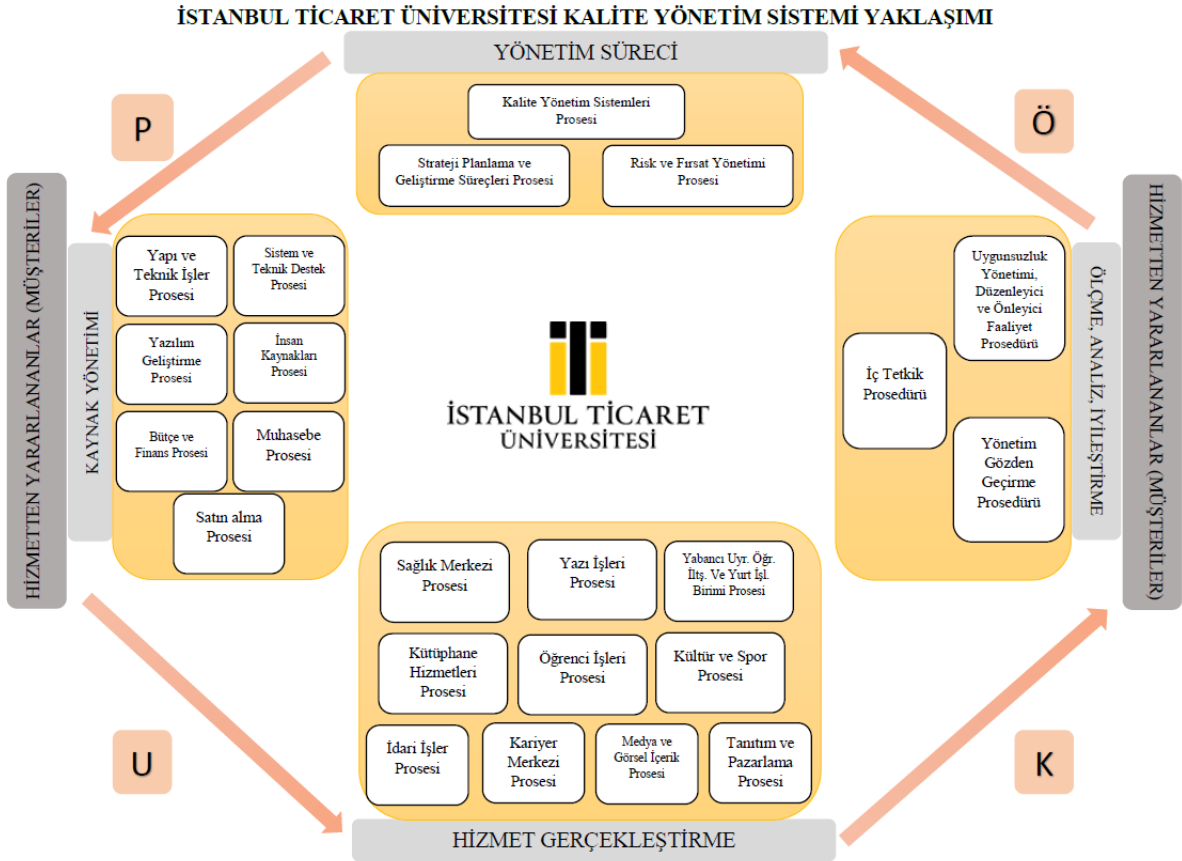 İSTANBUL TİCARET ÜNİVERSİTESİ KALİTE YÖNETİM SİSTEMİ YAKLAŞIMI
YÖNETİM SÜRECİ
Kalite Yönetim Sistemleri
Prosesi
Strateji Planlama ve
Geliştirme Süreçleri Prosesi
Risk ve Fırsat Yönetimi
Prosesi
P
Ö
HİZMETTEN YARARLANANLAR (MÜŞTERİLER)
KAYNAK YÖNETİMİ
Yapı ve
Teknik İşler
Prosesi
Sistem ve
Teknik Destek
Prosesi
Yazılım
Geliştirme
Prosesi
İnsan
Kaynakları
Prosesi
Bütçe ve
Finans Prosesi
Muhasebe
Prosesi
Satın alma
Prosesi
İSTANBUL TİCARET
ÜNİVERSİTESİ
Uygunsuzluk
Yönetimi,
Düzenleyici
ve Önleyici
Faaliyet
Prosedürü
İç Tetkik
Prosedürü
Yönetim
Gözden
Geçirme
Prosedürü
ÖLÇME, ANALİZ, İYİLEŞTİRME
HİZMETTEN YARARLANANLAR (MÜŞTERİLER)
Sağlık Merkezi
Prosesi
Yazı İşleri
Prosesi
Yabancı Uyr. Öğr.
İltş. Ve Yurt İşl.
Birimi Prosesi
Kütüphane
Hizmetleri
Prosesi
Öğrenci İşleri
Prosesi
Kültür ve Spor
Prosesi
İdari İşler
Prosesi
Kariyer
Merkezi
Prosesi
Medya ve
Görsel İçerik
Prosesi
Tanıtım ve
Pazarlama
Prosesi
U
K
HİZMET GERÇEKLEŞTİRME